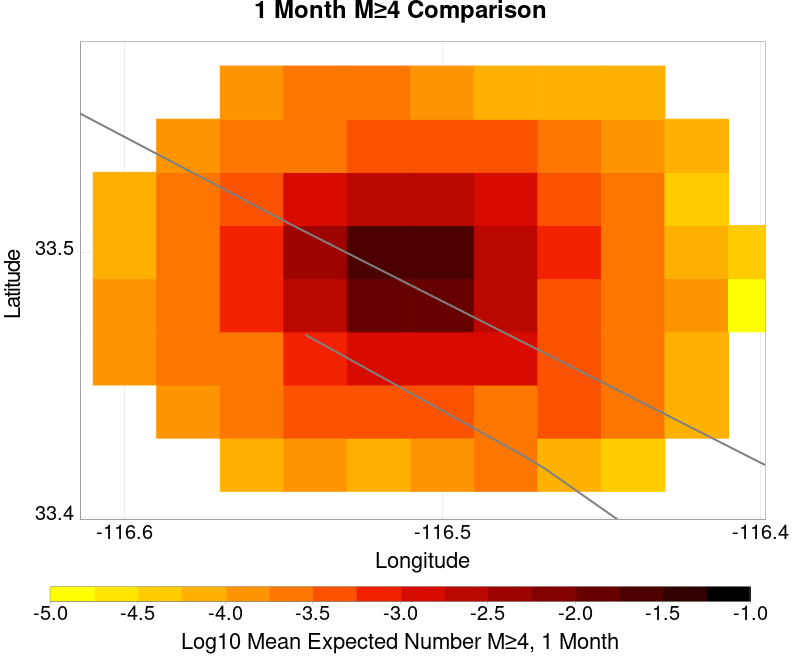 1 Month M≥4 Comparison
Latitude
33.5
33.4
-116.6 -116.5 -116.4
Longitude
-5.0 -4.5 -4.0 -3.5 -3.0 -2.5 -2.0 -1.5 -1.0
Log10 Mean Expected Number M≥4, 1 Month